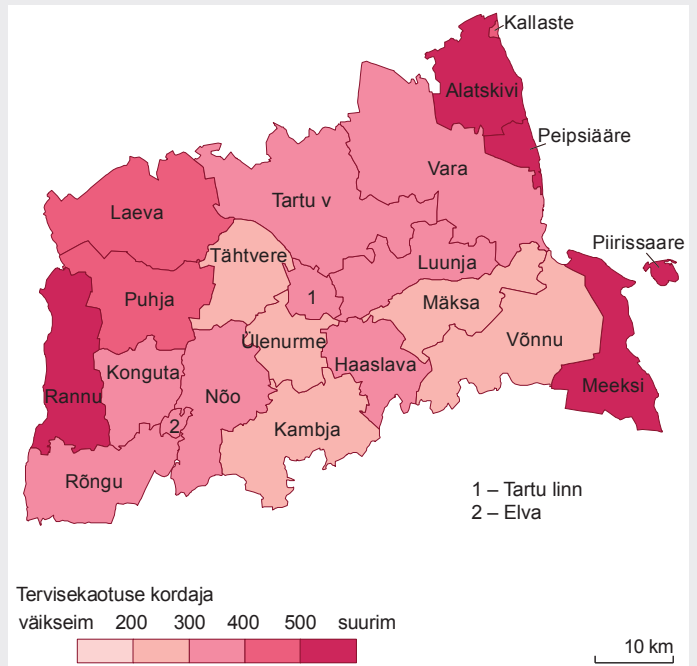 Kallaste
Alatskivi
Peipsiääre
Vara
Laeva
Tartu v
Piirissaare
Tähtvere
Luunja
Puhja
1
Mäksa
Võnnu
Ülenurme
Haaslava
Konguta
Meeksi
Rannu
Nõo
2
Kambja
Rõngu
1 – Tartu linn
2 – Elva
Tervisekaotuse kordaja
väikseim 200 300 400 500 suurim
10 km